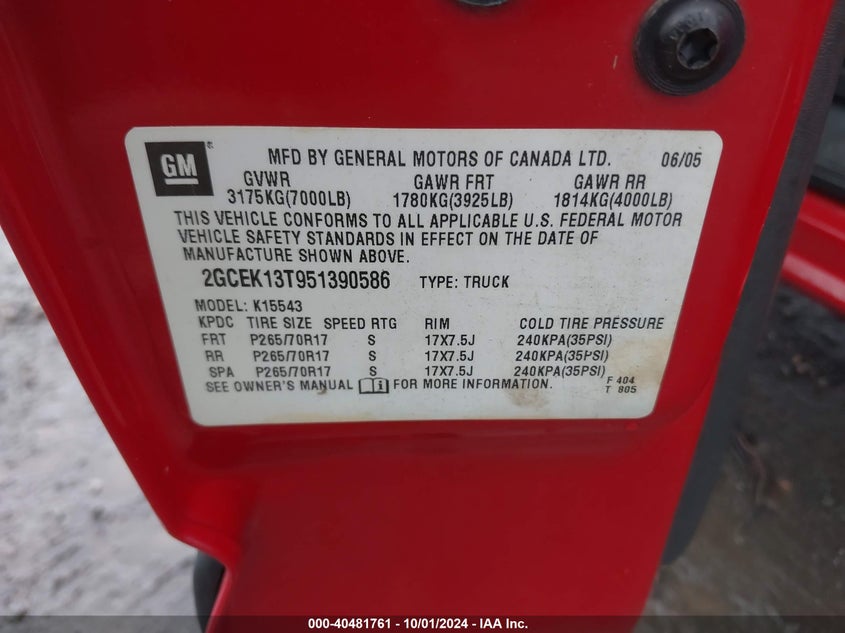 GM
MFD BY GENERAL MOTORS OF CANADA LTD. 06/05
GVWR GAWR FRT GAWR RR
3175KG(7000LB) 1780KG(3925LB) 1814KG(4000LB)
THIS VEHICLE CONFORMS TO ALL APPLICABLE U.S. FEDERAL MOTOR
VEHICLE SAFETY STANDARDS IN EFFECT ON THE DATE OF
MANUFACTURE SHOWN ABOVE.
2GCEK13T951390586 TYPE: TRUCK
MODEL: K15543
KPDC TIRE SIZE SPEED RTG RIM COLD TIRE PRESSURE
FRT P265/70R17 S 17X7.5J 240KPA(35PSI)
RR P265/70R17 S 17X7.5J 240KPA(35PSI)
SPA P265/70R17 S 17X7.5J 240KPA(35PSI)
SEE OWNER'S MANUAL FOR MORE INFORMATION. F 404
T 805
000-40481761 - 10/01/2024 - IAA Inc.